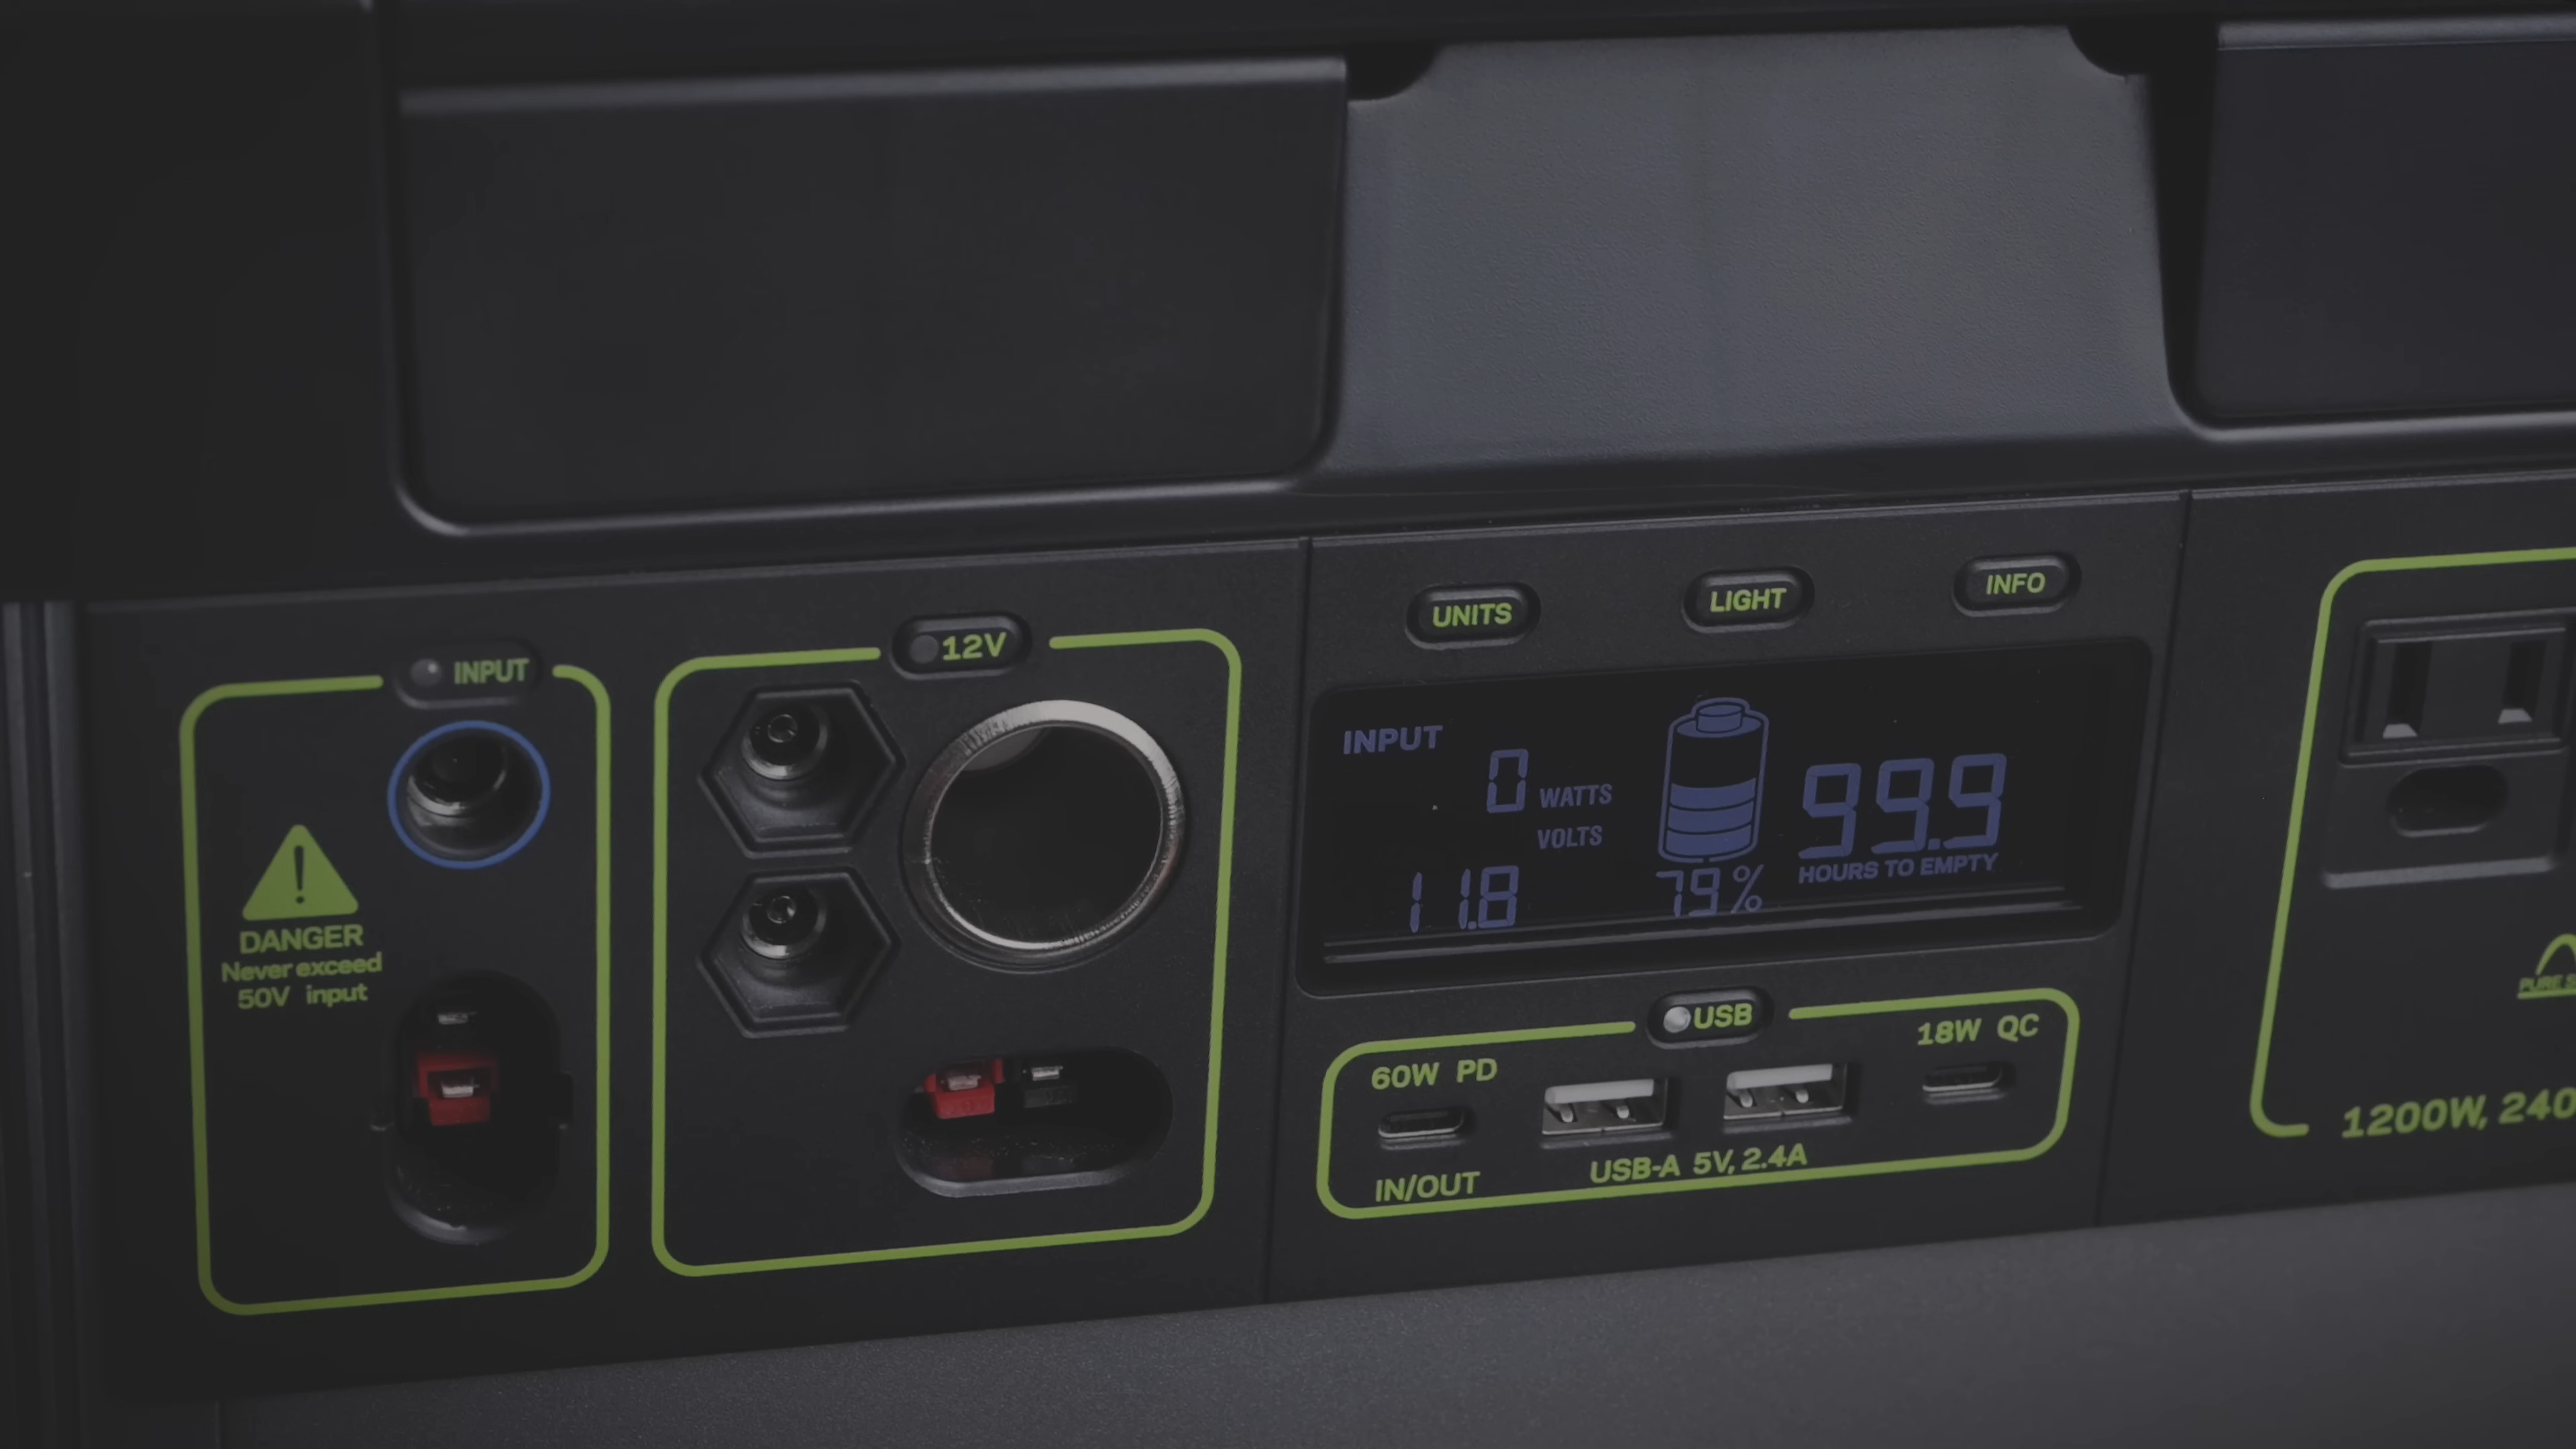 INPUT
DANGER
Never exceed
50V input
12V
UNITS
LIGHT
INFO
INPUT
0 WATTS
VOLTS
11.8
79%
99.9
HOURS TO EMPTY
USB
60W PD
18W QC
IN/OUT
USB-A 5V, 2.4A
PURE
1200W, 240